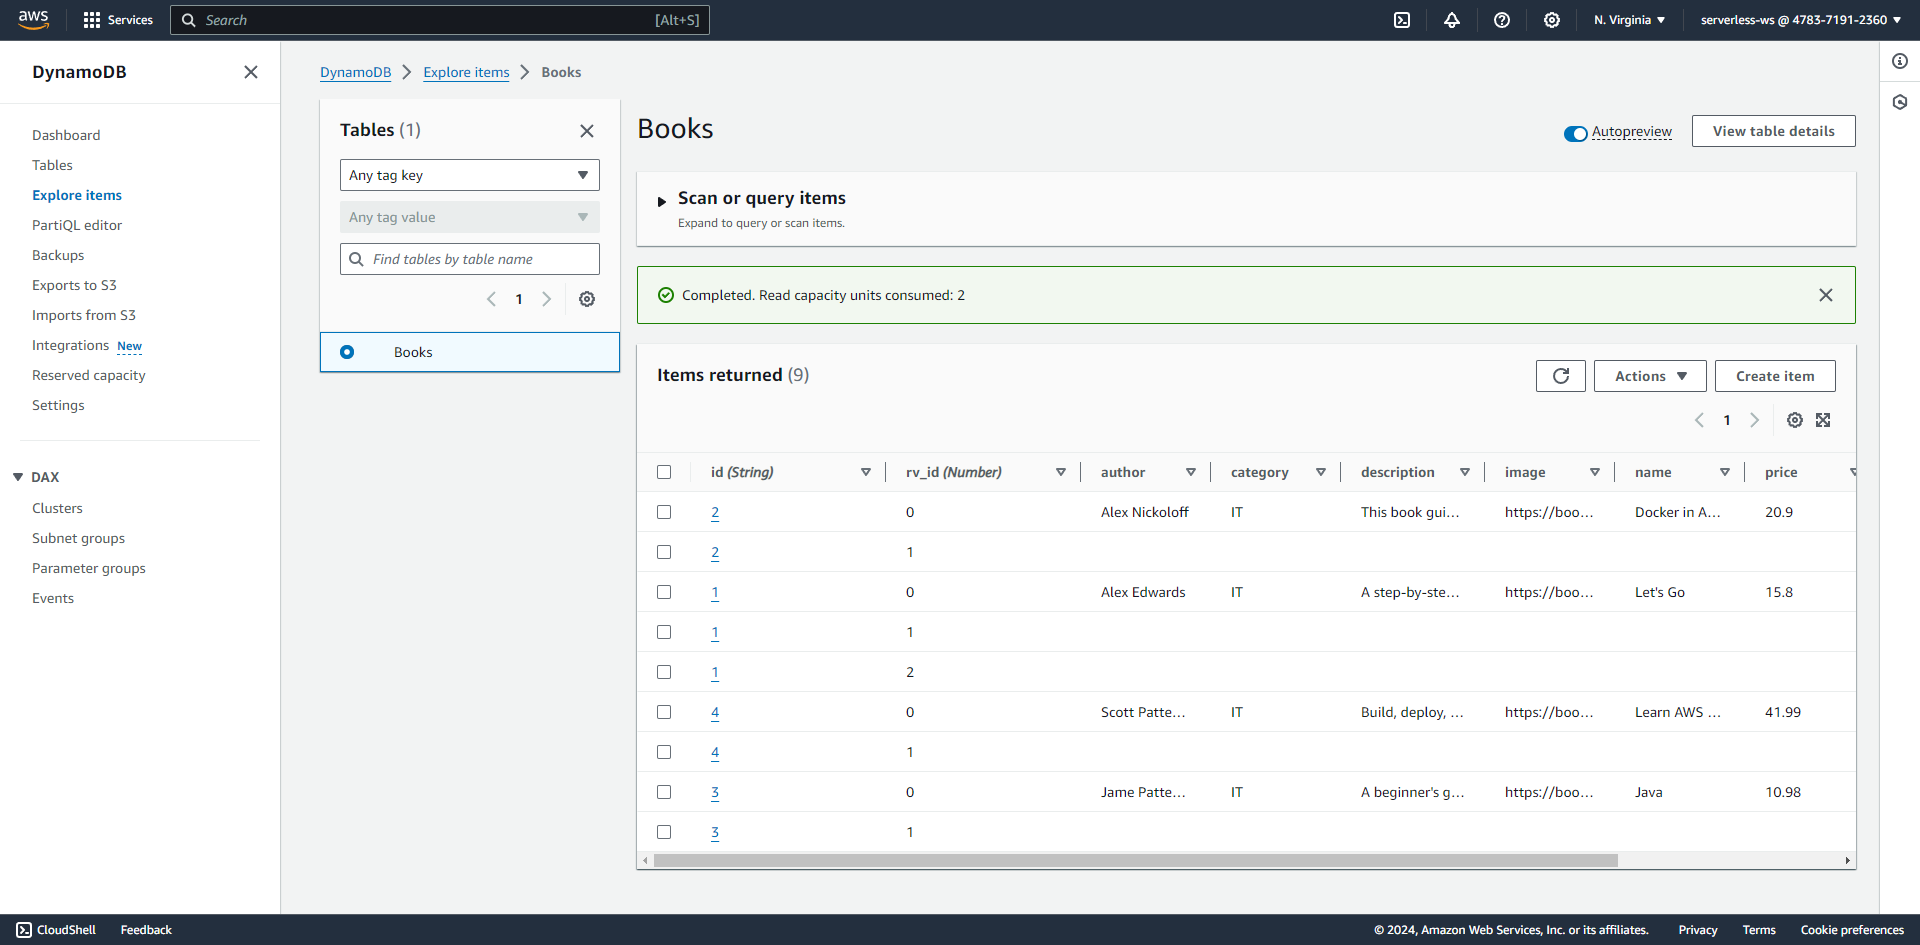 aws Services Search [Alt+S] N. Virginia serverless-ws @ 4783-7191-2360
DynamoDB
Dashboard
Tables
Explore items
PartiQL editor
Backups
Exports to S3
Imports from S3
Integrations New
Reserved capacity
Settings
DAX
Clusters
Subnet groups
Parameter groups
Events
DynamoDB Explore items Books
Tables (1)
Any tag key
Any tag value
Find tables by table name
1
Books
Books
Autopreview View table details
Scan or query items
Expand to query or scan items.
Completed. Read capacity units consumed: 2
Items returned (9)
Actions Create item
1
id (String) rv_id (Number) author category description image name price
2 0 Alex Nickoloff IT This book gui... https://boo... Docker in A... 20.9
2 1
1 0 Alex Edwards IT A step-by-ste... https://boo... Let's Go 15.8
1 1
1 2
4 0 Scott Patte... IT Build, deploy, ... https://boo... Learn AWS ... 41.99
4 1
3 0 Jame Patte... IT A beginner's g... https://boo... Java 10.98
3 1
CloudShell Feedback © 2024, Amazon Web Services, Inc. or its affiliates. Privacy Terms Cookie preferences